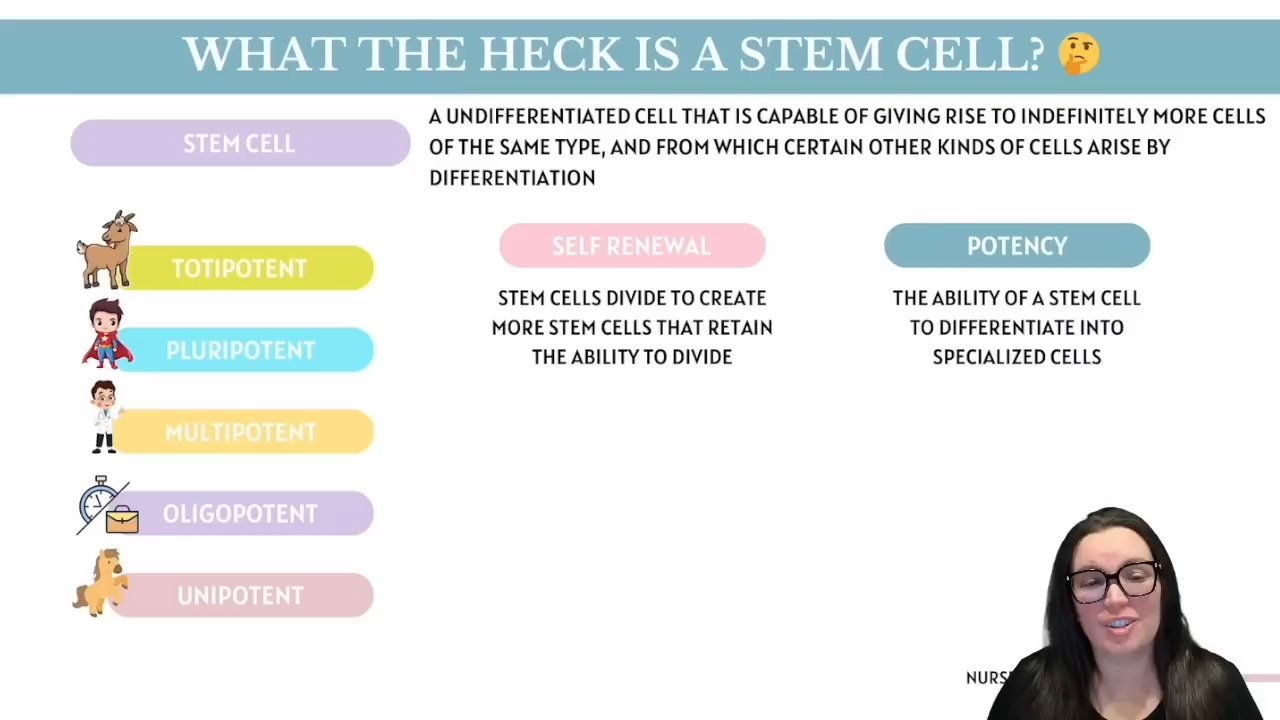 WHAT THE HECK IS A STEM CELL? 🤔
STEM CELL
A UNDIFFERENTIATED CELL THAT IS CAPABLE OF GIVING RISE TO INDEFINITELY MORE CELLS
OF THE SAME TYPE, AND FROM WHICH CERTAIN OTHER KINDS OF CELLS ARISE BY
DIFFERENTIATION
TOTIPOTENT
PLURIPOTENT
MULTIPOTENT
OLIGOPOTENT
UNIPOTENT
SELF RENEWAL
STEM CELLS DIVIDE TO CREATE
MORE STEM CELLS THAT RETAIN
THE ABILITY TO DIVIDE
POTENCY
THE ABILITY OF A STEM CELL
TO DIFFERENTIATE INTO
SPECIALIZED CELLS